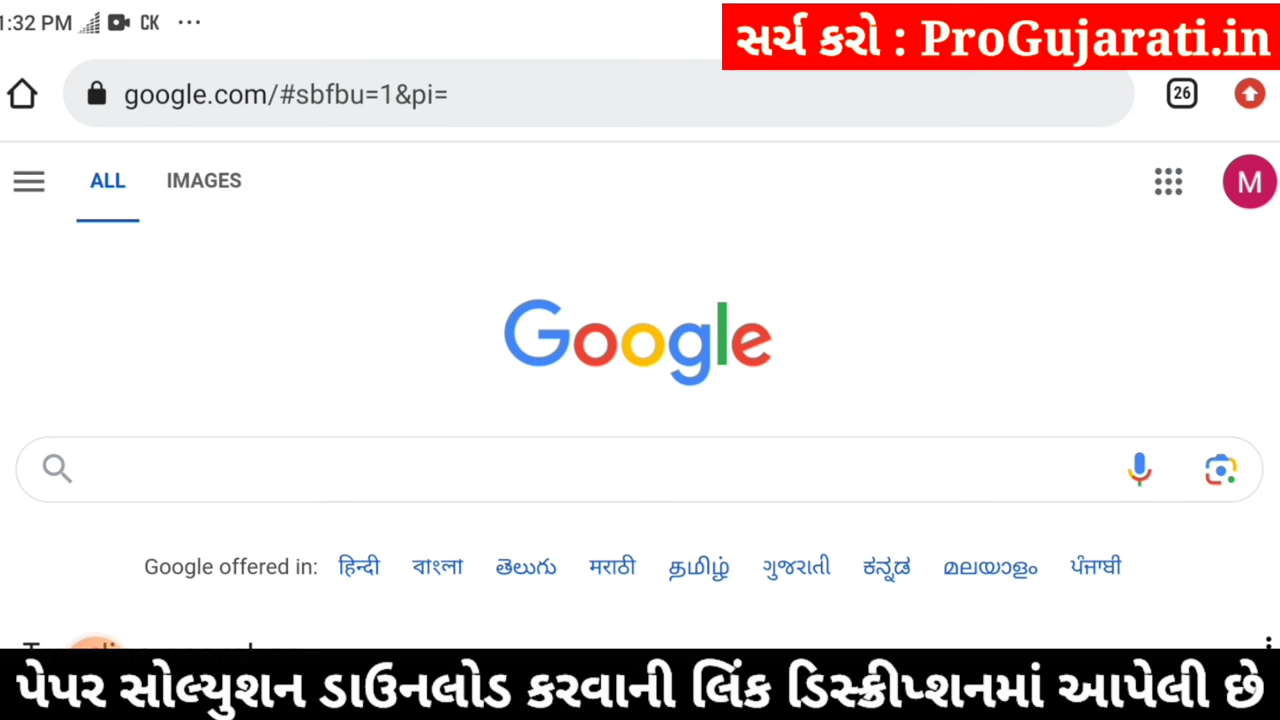 1:32 PM CK ...
સર્ચ કરો : ProGujarati.in
google.com/#sbfbu=1&pi=
26
ALL IMAGES
M
Google
Google offered in: हिन्दी বাংলা తెలుగు मराठी தமிழ் ગુજરાતી ಕನ್ನಡ മലയാളം ਪੰਜਾਬੀ
પેપર સોલ્યુશન ડાઉનલોડ કરવાની લિંક ડિસ્ક્રીપ્શનમાં આપેલી છે